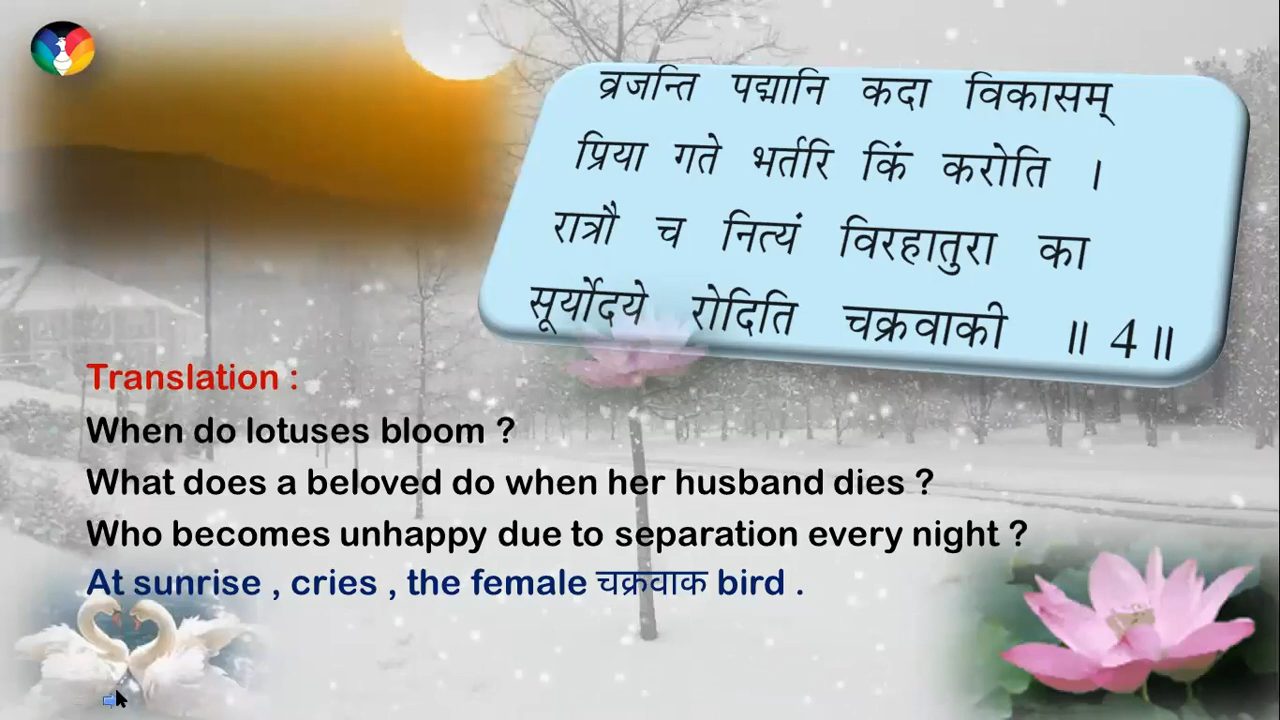 व्रजन्ति पद्मानि कदा विकासम्
प्रिया गते भर्तरि किं करोति ।
रात्रौ च नित्यं विरहातुरा का
सूर्योदये रोदिति चक्रवाकी ॥ 4 ॥
Translation :
When do lotuses bloom ?
What does a beloved do when her husband dies ?
Who becomes unhappy due to separation every night ?
At sunrise , cries , the female चक्रवाक bird .